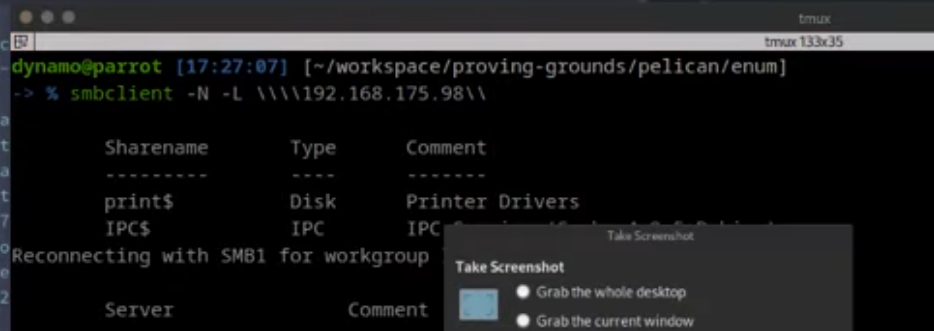 tmux
tmux 133x35
dynamo@parrot [17:27:07] [~/workspace/proving-grounds/pelican/enum]
-> % smbclient -N -L \\\\192.168.175.98\\
Sharename Type Comment
--------- ---- -------
print$ Disk Printer Drivers
IPC$ IPC IPC
Reconnecting with SMB1 for workgroup
Server Comment
Take Screenshot
Take Screenshot
Grab the whole desktop
Grab the current window